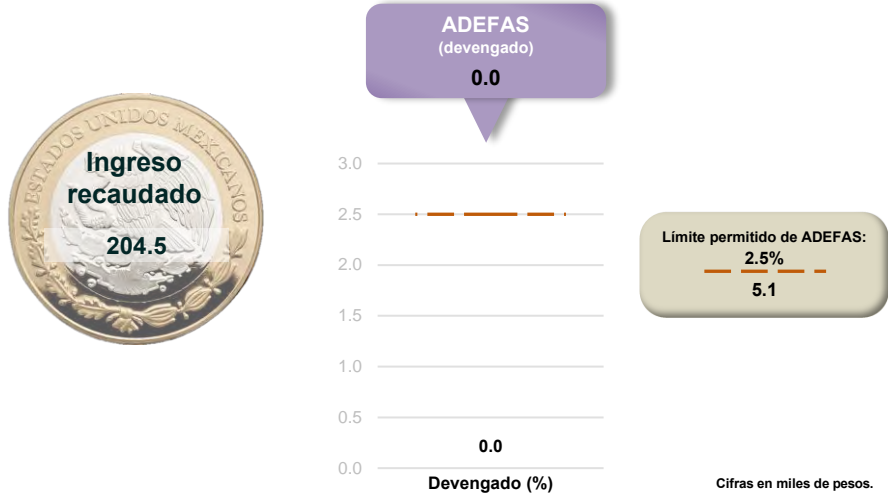 ADEFAS
(devengado)
0.0
ESTADOS UNIDOS MEXICANOS
Ingreso
recaudado
204.5
3.0
2.5
2.0
1.5
1.0
0.5
0.0
0.0
Devengado (%)
Límite permitido de ADEFAS:
2.5%
5.1
Cifras en miles de pesos.